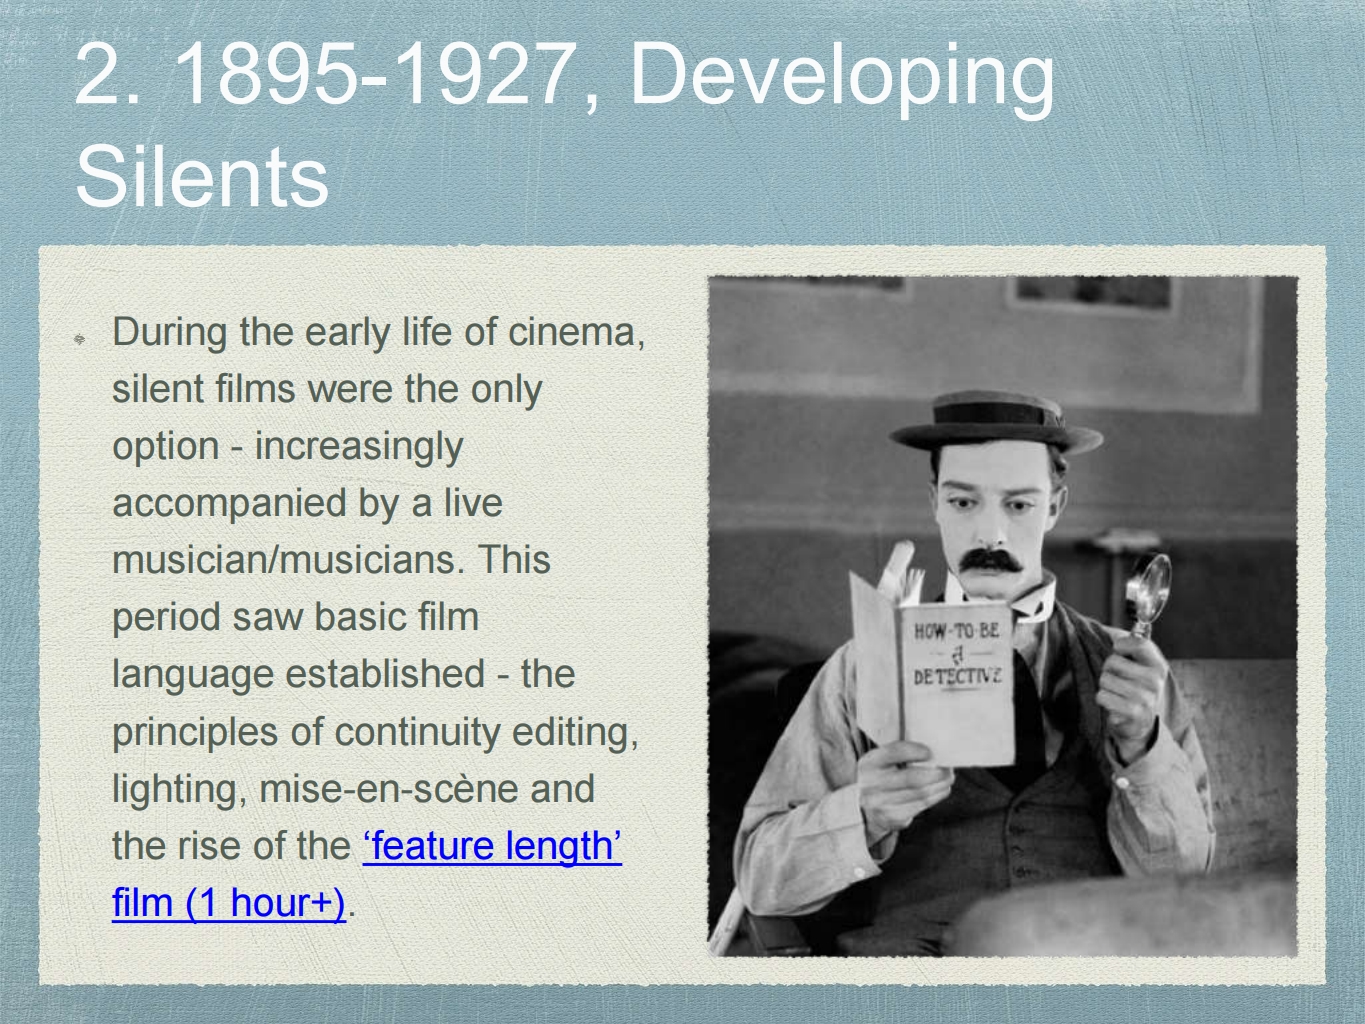 2. 1895-1927, Developing
Silents
During the early life of cinema,
silent films were the only
option - increasingly
accompanied by a live
musician/musicians. This
period saw basic film
language established - the
principles of continuity editing,
lighting, mise-en-scène and
the rise of the ‘feature length’
film (1 hour+).
HOW-TO-BE
A
DETECTIVE